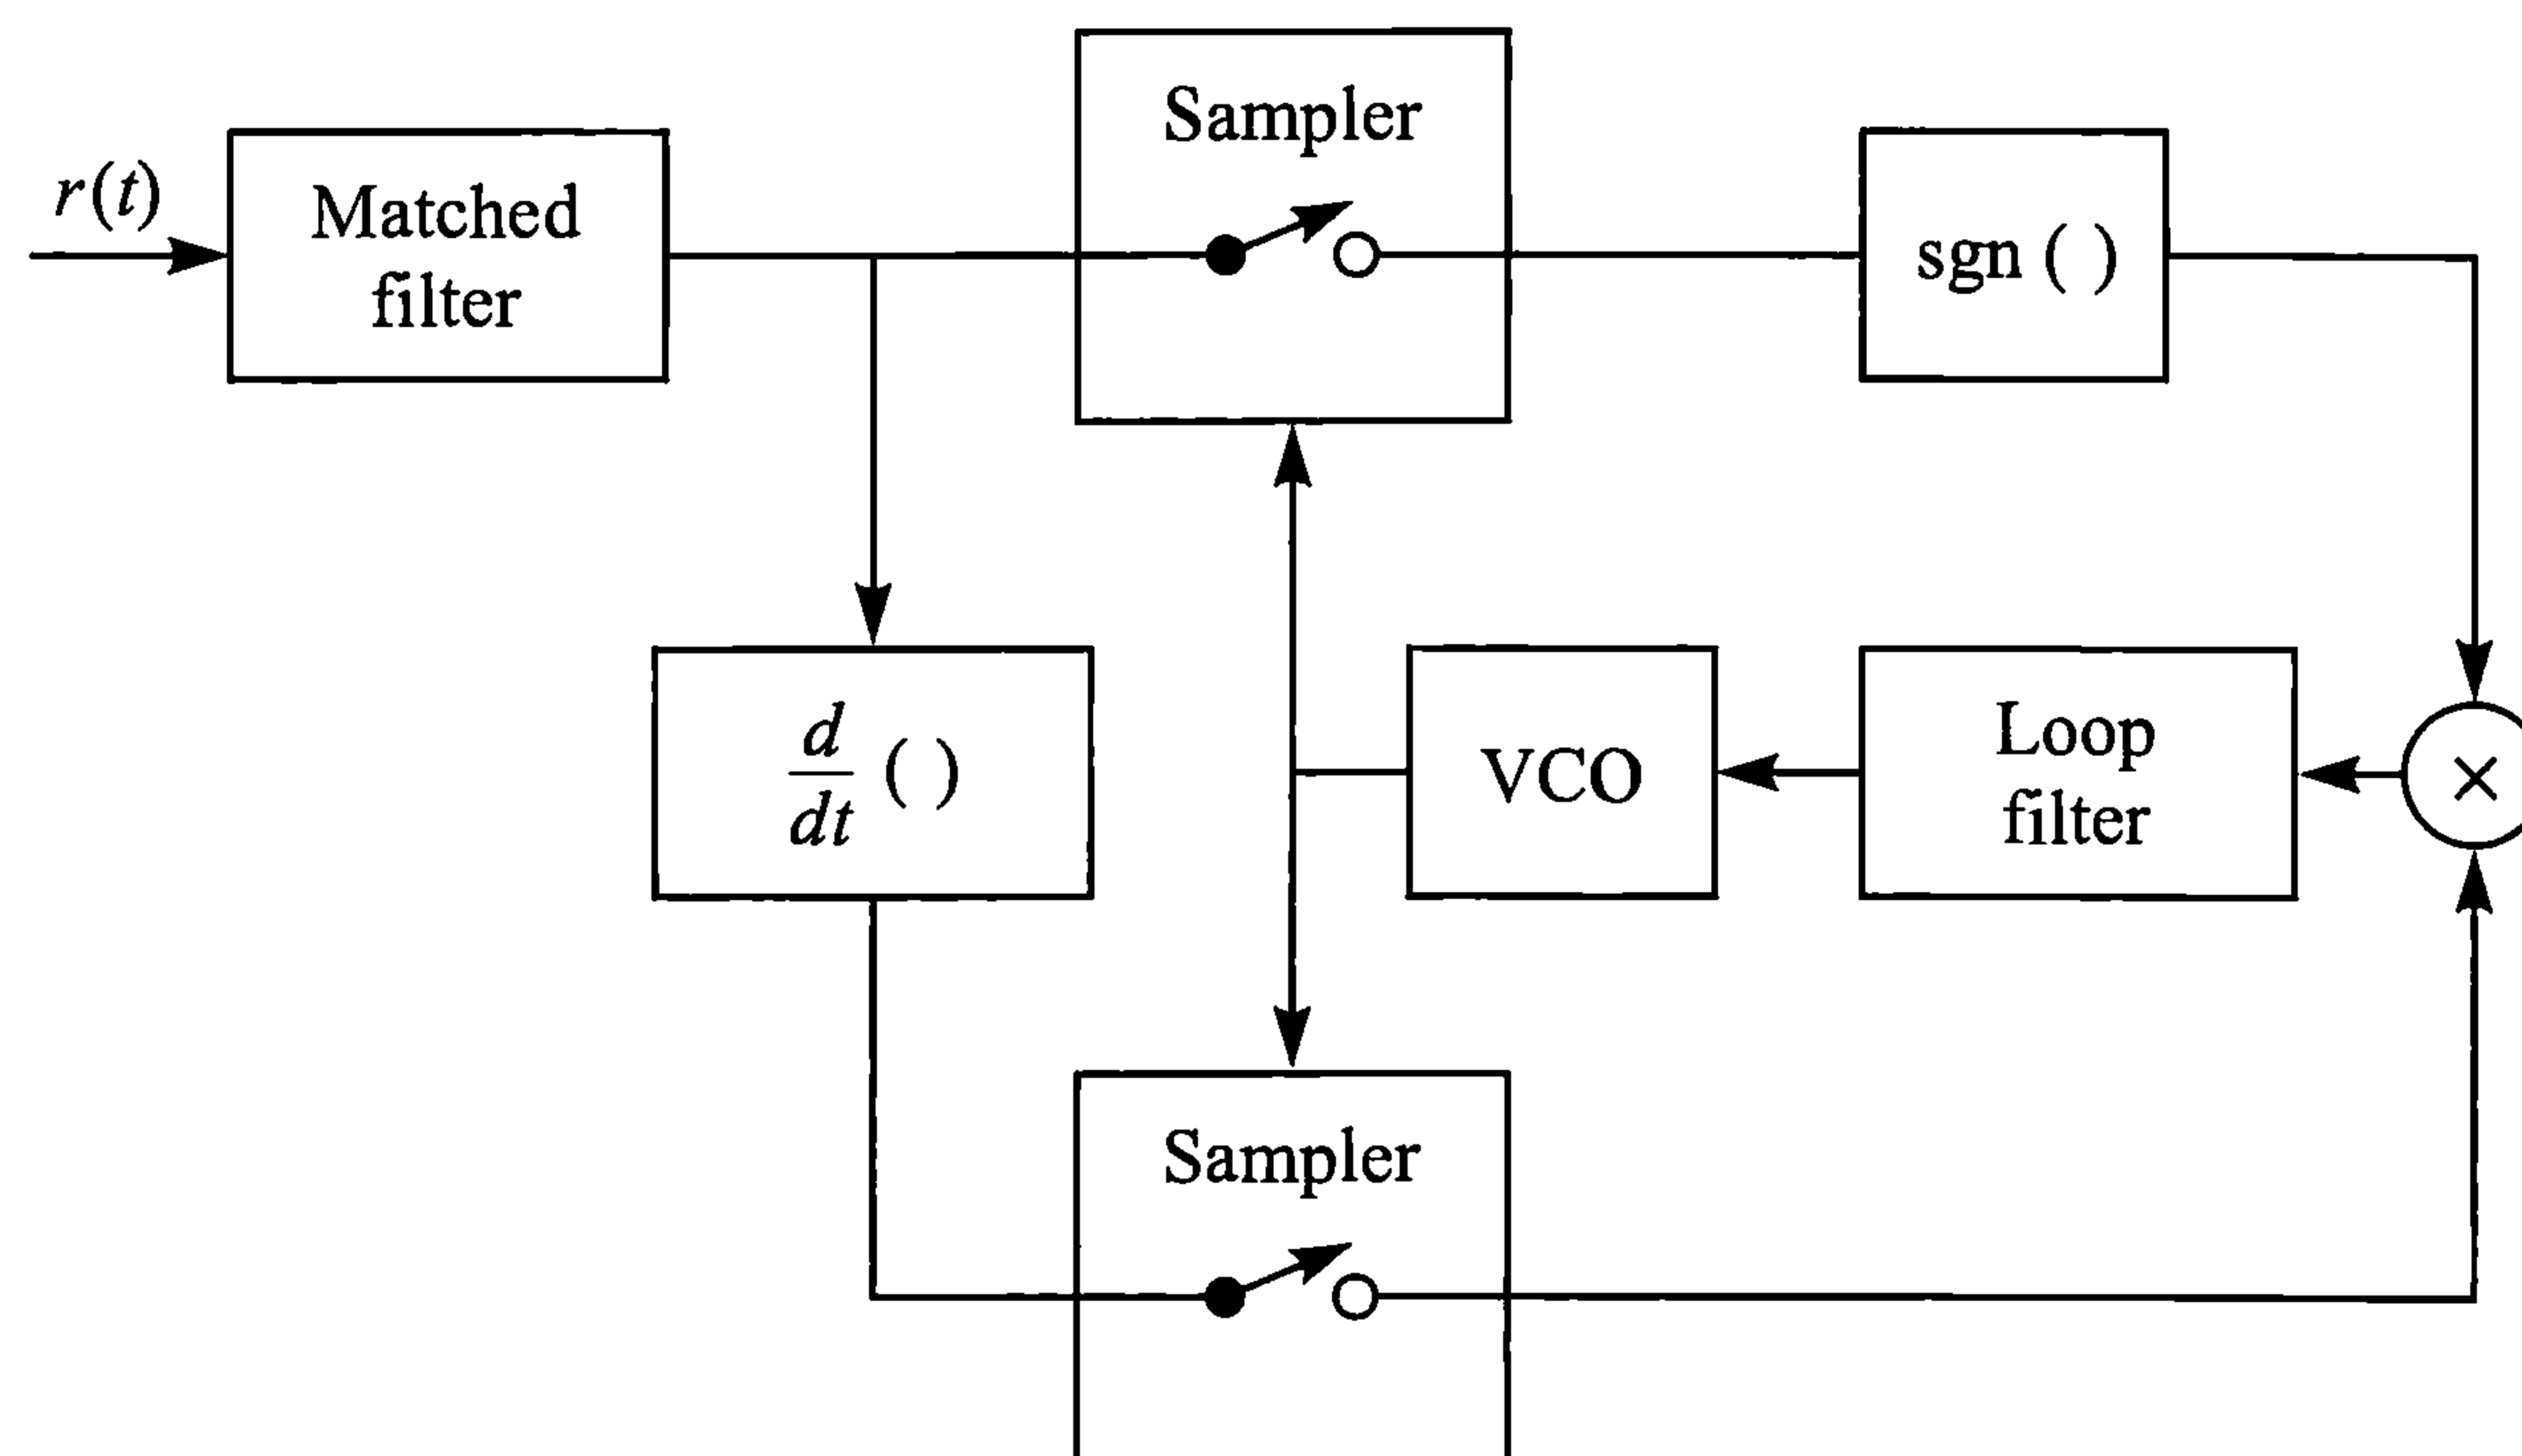 Sampler
r(t)
Matched
filter
sgn ( )
d
dt
( )
VCO
Loop
filter
×
Sampler